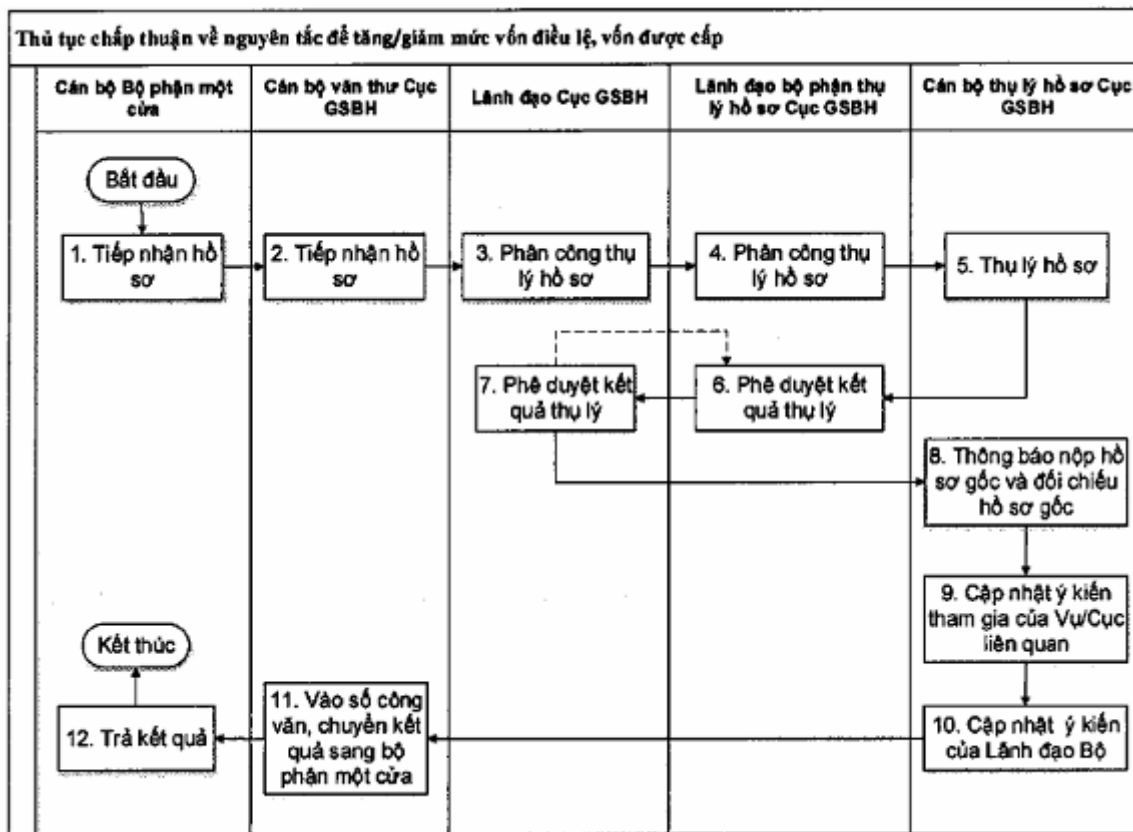 Thủ tục chấp thuận về nguyên tắc để tăng/giảm mức vốn điều lệ, vốn được cấp
Cán bộ Bộ phận một
cửa
Cán bộ văn thư Cục
GSBH
Lãnh đạo Cục GSBH
Lãnh đạo bộ phận thụ
lý hồ sơ Cục GSBH
Cán bộ thụ lý hồ sơ Cục
GSBH
Bắt đầu
1. Tiếp nhận hồ
sơ
2. Tiếp nhận hồ
sơ
3. Phân công thụ
lý hồ sơ
4. Phân công thụ
lý hồ sơ
5. Thụ lý hồ sơ
7. Phê duyệt kết
quả thụ lý
6. Phê duyệt kết
quả thụ lý
8. Thông báo nộp hồ
sơ gốc và đối chiếu
hồ sơ gốc
9. Cập nhật ý kiến
tham gia của Vụ/Cục
liên quan
Kết thúc
12. Trả kết quả
11. Vào số công
văn, chuyển kết
quả sang bộ
phận một cửa
10. Cập nhật ý kiến
của Lãnh đạo Bộ